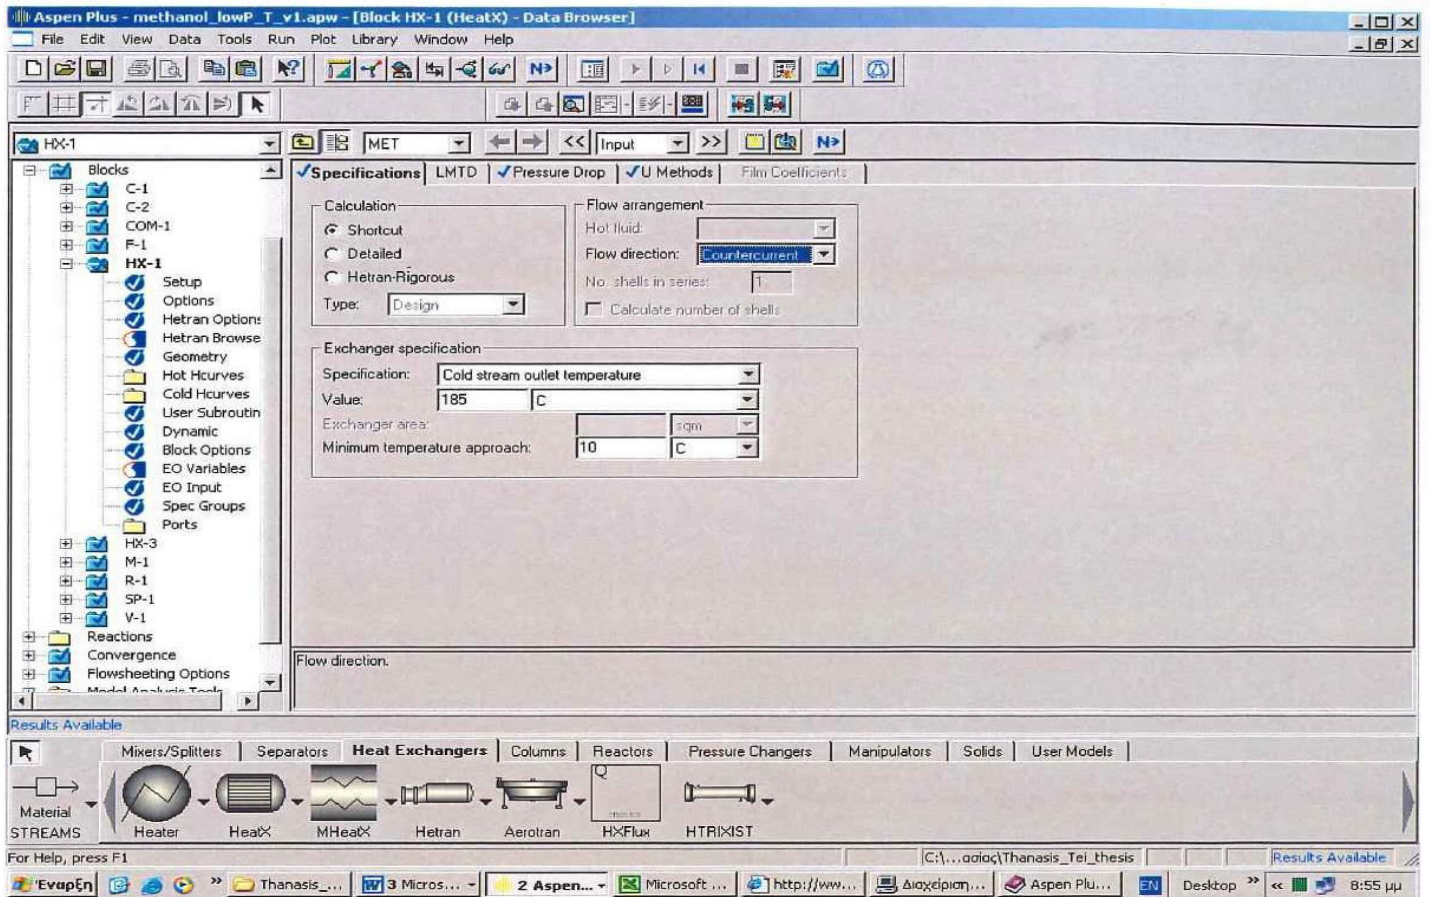 Aspen Plus - methanol_lowP_T_v1.apw - [Block HX-1 (HeatX) - Data Browser]
File Edit View Data Tools Run Plot Library Window Help
N>
HX-1 MET << Input >> N>
Blocks
C-1
C-2
COM-1
F-1
HX-1
Setup
Options
Hetran Options
Hetran Browse
Geometry
Hot Hcurves
Cold Hcurves
User Subroutin
Dynamic
Block Options
EO Variables
EO Input
Spec Groups
Ports
HX-3
M-1
R-1
SP-1
V-1
Reactions
Convergence
Flowsheeting Options
Model Analysis Tools
Specifications LMTD Pressure Drop U Methods Film Coefficients
Calculation
Shortcut
Detailed
Hetran-Rigorous
Type: Design
Flow arrangement
Hot fluid:
Flow direction: Countercurrent
No. shells in series: 1
Calculate number of shells
Exchanger specification
Specification: Cold stream outlet temperature
Value: 185 C
Exchanger area: sqm
Minimum temperature approach: 10 C
Flow direction.
Results Available
Mixers/Splitters Separators Heat Exchangers Columns Reactors Pressure Changers Manipulators Solids User Models
Q
Material
STREAMS Heater HeatX MHeatX Hetran Aerotran HXFlux HTRIXIST
For Help, press F1 C:\...ασίας\Thanasis_Tei_thesis Results Available
Έναρξη » Thanasis_... 3 Micros... 2 Aspen... Microsoft ... http://ww... Διαχείριση... Aspen Plu... EN Desktop » « 8:55 μμ